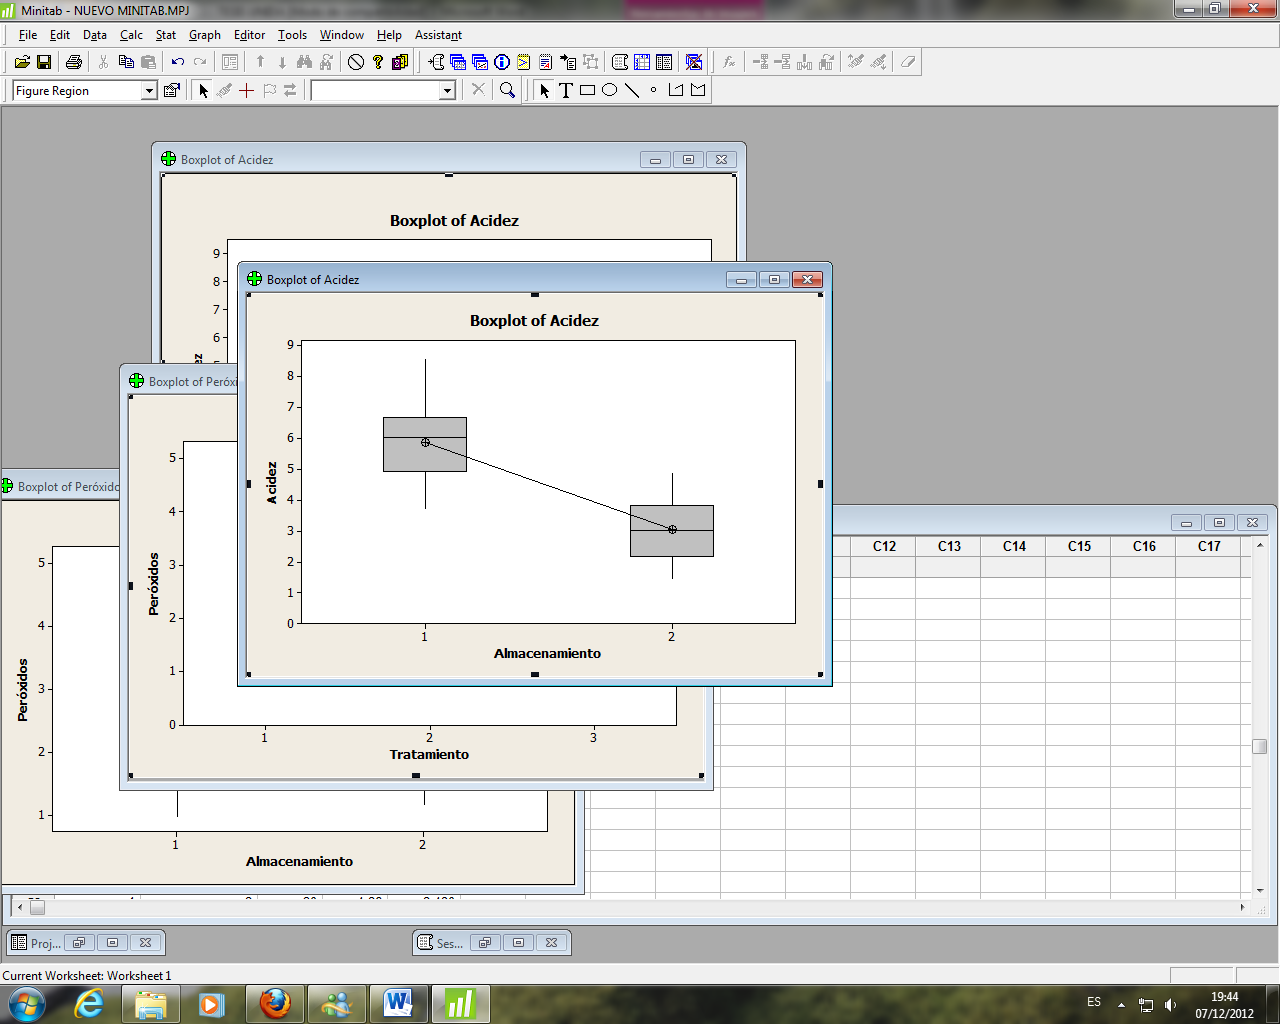 Minitab - NUEVO MINITAB.MPJ
File Edit Data Calc Stat Graph Editor Tools Window Help Assistant
Figure Region
Boxplot of Acidez
Boxplot of Acidez
9
8
7
6
Boxplot of Acidez
Boxplot of Acidez
9
8
7
6
5
4
3
2
1
0
Acidez
1 2
Almacenamiento
Boxplot of Peróxi
5
4
3
2
1
0
Peróxidos
1 2 3
Tratamiento
Boxplot of Peróxido
5
4
3
2
1
Peróxidos
1 2
Almacenamiento
C12 C13 C14 C15 C16 C17
Proj...
Ses...
Current Worksheet: Worksheet 1
ES
19:44
07/12/2012